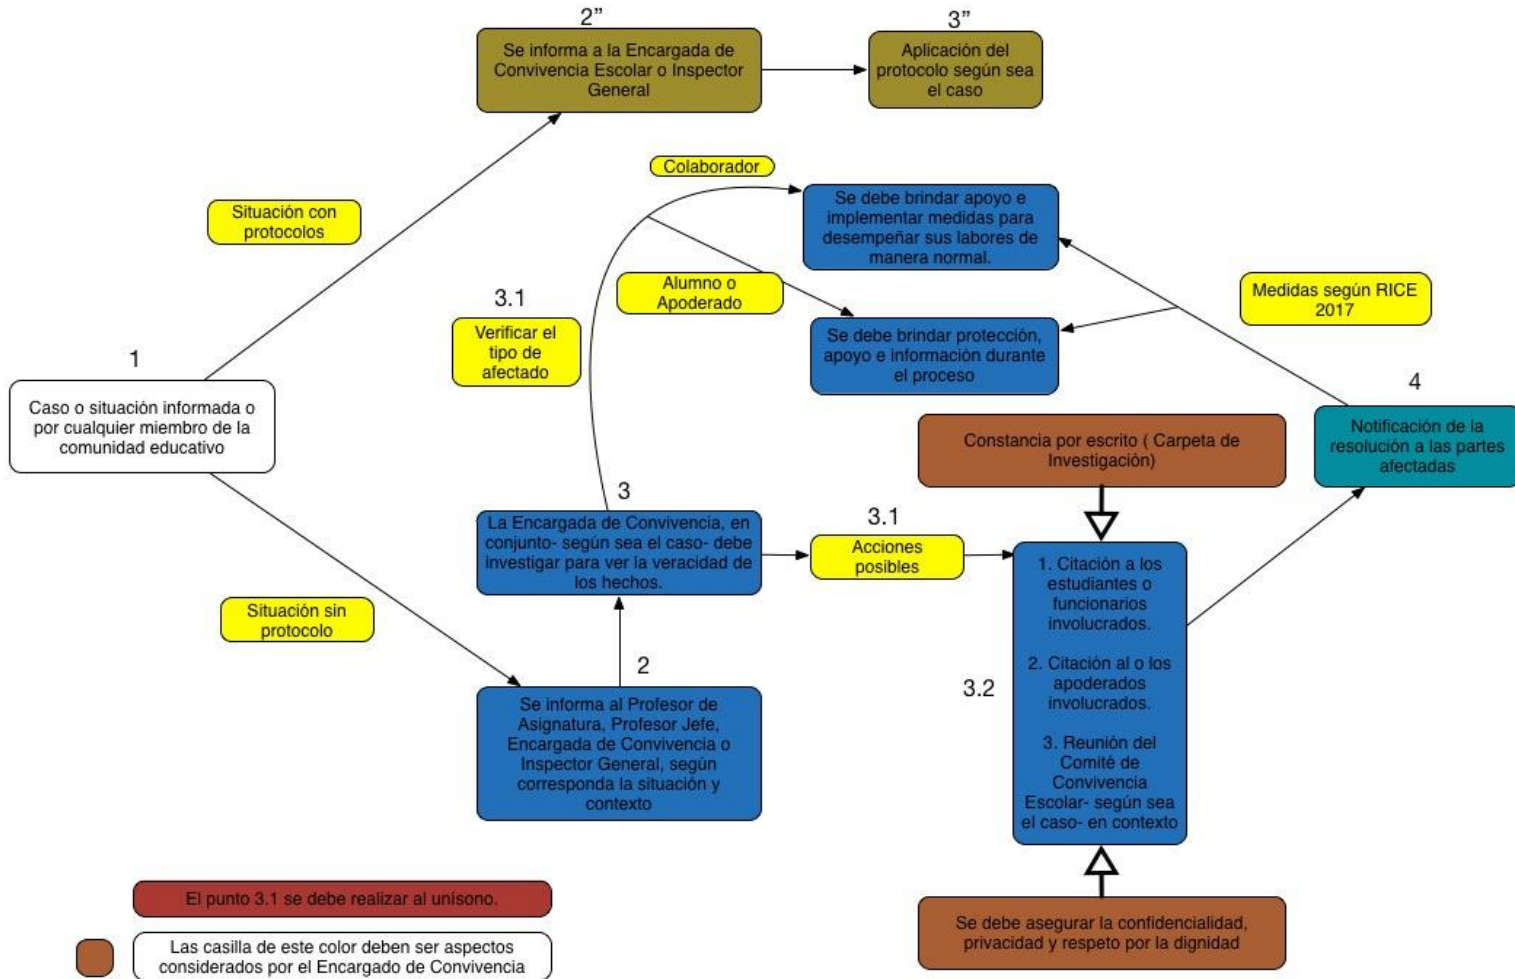 2”
Se informa a la Encargada de
Convivencia Escolar o Inspector
General
3”
Aplicación del
protocolo según sea
el caso
Situación con
protocolos
Colaborador
Se debe brindar apoyo e
implementar medidas para
desempeñar sus labores de
manera normal.
Alumno o
Apoderado
3.1
Verificar el
tipo de
afectado
Se debe brindar protección,
apoyo e información durante
el proceso
Medidas según RICE
2017
1
Caso o situación informada o
por cualquier miembro de la
comunidad educativo
4
Notificación de la
resolución a las partes
afectadas
Constancia por escrito ( Carpeta de
Investigación)
3
La Encargada de Convivencia, en
conjunto- según sea el caso- debe
investigar para ver la veracidad de
los hechos.
3.1
Acciones
posibles
Situación sin
protocolo
2
Se informa al Profesor de
Asignatura, Profesor Jefe,
Encargada de Convivencia o
Inspector General, según
corresponda la situación y
contexto
3.2
1. Citación a los
estudiantes o
funcionarios
involucrados.
2. Citación al o los
apoderados
involucrados.
3. Reunión del
Comité de
Convivencia
Escolar- según sea
el caso- en contexto
Se debe asegurar la confidencialidad,
privacidad y respeto por la dignidad
El punto 3.1 se debe realizar al unísono.
Las casilla de este color deben ser aspectos
considerados por el Encargado de Convivencia